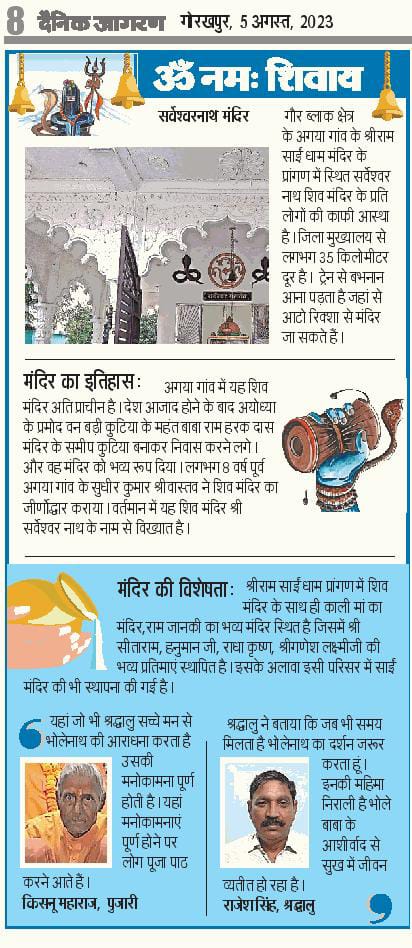 8 दैनिक जागरण गोरखपुर, 5 अगस्त, 2023
ॐ नमः शिवाय
सर्वेश्वरनाथ मंदिर
गौर ब्लाक क्षेत्र
के अगया गांव के श्रीराम
साईं धाम मंदिर के
प्रांगण में स्थित सर्वेश्वर
नाथ शिव मंदिर के प्रति
लोगों की काफी आस्था
है। जिला मुख्यालय से
लगभग 35 किलोमीटर
दूर है। ट्रेन से बभनान
आना पड़ता है जहां से
आटो रिक्शा से मंदिर
जा सकते हैं।
मंदिर का इतिहास: अगया गांव में यह शिव
मंदिर अति प्राचीन है। देश आजाद होने के बाद अयोध्या
के प्रमोद वन बड़ी कुटिया के महंत बाबा राम हरक दास
मंदिर के समीप कुटिया बनाकर निवास करने लगे।
और वह मंदिर को भव्य रूप दिया। लगभग 8 वर्ष पूर्व
अगया गांव के सुधीर कुमार श्रीवास्तव ने शिव मंदिर का
जीर्णोद्धार कराया। वर्तमान में यह शिव मंदिर श्री
सर्वेश्वर नाथ के नाम से विख्यात है।
मंदिर की विशेषता: श्रीराम साईं धाम प्रांगण में शिव
मंदिर के साथ ही काली मां का
मंदिर, राम जानकी का भव्य मंदिर स्थित है जिसमें श्री
सीताराम, हनुमान जी, राधा कृष्ण, श्रीगणेश लक्ष्मीजी की
भव्य प्रतिमाएं स्थापित है। इसके अलावा इसी परिसर में साईं
मंदिर की भी स्थापना की गई है।
यहां जो भी श्रद्धालु सच्चे मन से
भोलेनाथ की आराधना करता है
उसकी
मनोकामना पूर्ण
होती है। यहां
मनोकामनाएं
पूर्ण होने पर
लोग पूजा पाठ
करने आते हैं।
किसनू महाराज, पुजारी
श्रद्धालु ने बताया कि जब भी समय
मिलता है भोलेनाथ का दर्शन जरूर
करता हूं।
इनकी महिमा
निराली है भोले
बाबा के
आशीर्वाद से
सुख में जीवन
व्यतीत हो रहा है।
राजेश सिंह, श्रद्धालु